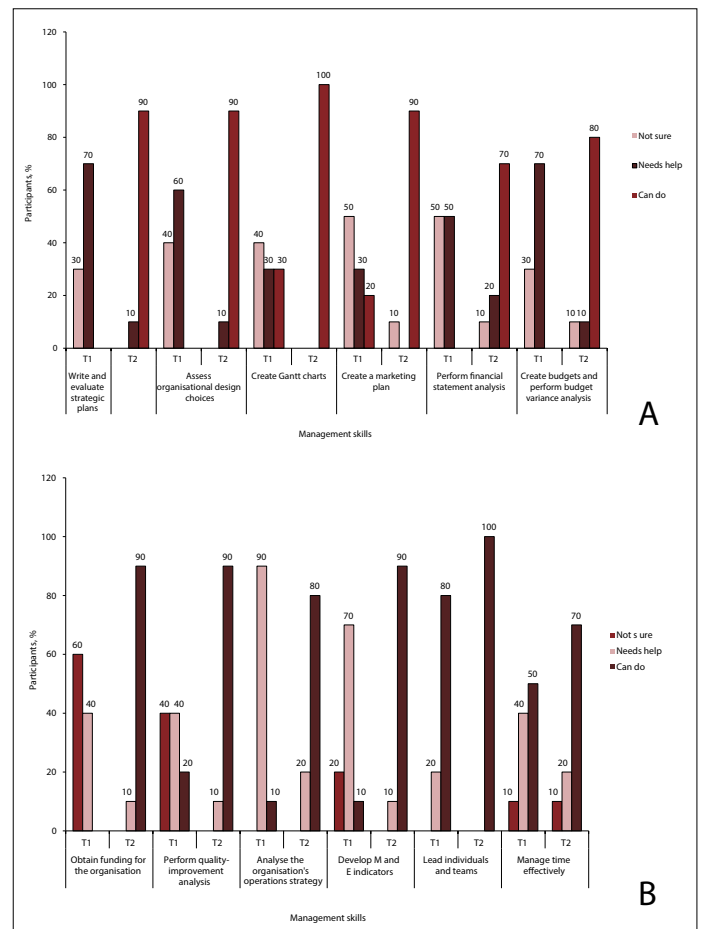 120
100
100
90
90
90
80
80
70
70
70
60
60
50
50 50
40
40
40
30
30 30
30
30
20
20
20
10
10
10
10
10 10
0
Participants, %
Not sure
Needs help
Can do
T1
T2
T1
T2
T1
T2
T1
T2
T1
T2
T1
T2
Write and
evaluate
strategic
plans
Assess
organisational design
choices
Create Gantt charts
Create a marketing
plan
Perform financial
statement analysis
Create budgets and
perform budget
variance analysis
Management skills
A
120
100
100
90
90
90
90
80
80
80
70
70
60
60
50
40
40
40 40
40
20
20
20
20
20
20
10
10
10
10
10
10
10
0
Participants, %
Not s ure
Needs help
Can do
T1
T2
T1
T2
T1
T2
T1
T2
T1
T2
T1
T2
Obtain funding for
the organisation
Perform quality-
improvement
analysis
Analyse the
organisation's
operations strategy
Develop M and
E indicators
Lead individuals
and teams
Manage time
effectively
Management skills
B